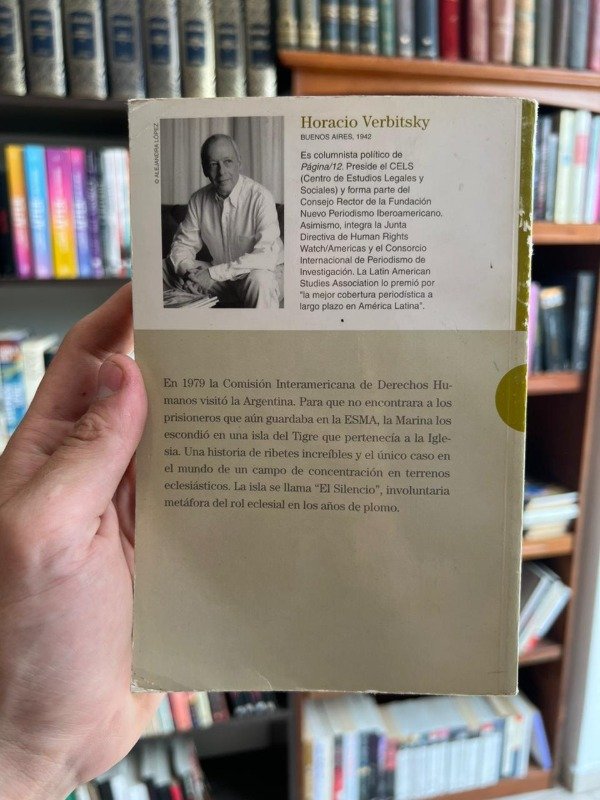 © ALEJANDRA LÓPEZ
Horacio Verbitsky
BUENOS AIRES, 1942
Es columnista político de
Página/12. Preside el CELS
(Centro de Estudios Legales y
Sociales) y forma parte del
Consejo Rector de la Fundación
Nuevo Periodismo Iberoamericano.
Asimismo, integra la Junta
Directiva de Human Rights
Watch/Americas y el Consorcio
Internacional de Periodismo de
Investigación. La Latin American
Studies Association lo premió por
"la mejor cobertura periodística a
largo plazo en América Latina".
En 1979 la Comisión Interamericana de Derechos Hu-
manos visitó la Argentina. Para que no encontrara a los
prisioneros que aún guardaba en la ESMA, la Marina los
escondió en una isla del Tigre que pertenecía a la Igle-
sia. Una historia de ribetes increíbles y el único caso en
el mundo de un campo de concentración en terrenos
eclesiásticos. La isla se llama “El Silencio”, involuntaria
metáfora del rol eclesial en los años de plomo.